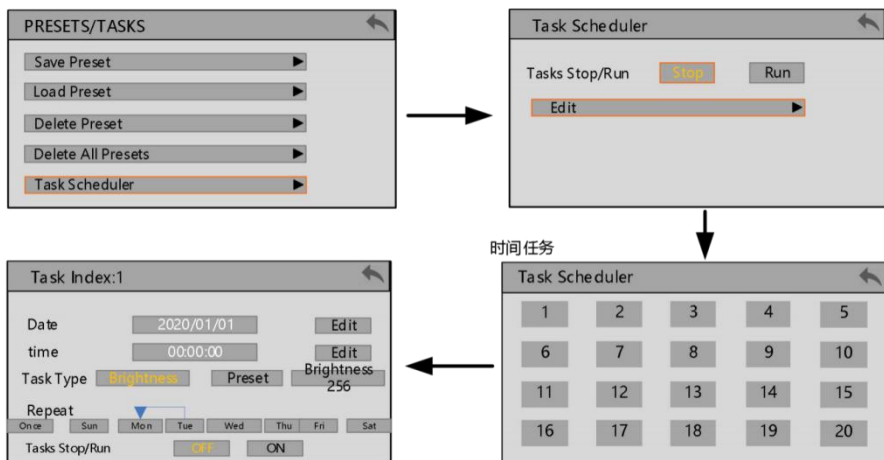 PRESETS/TASKS
Save Preset
Load Preset
Delete Preset
Delete All Presets
Task Scheduler
Task Scheduler
Tasks Stop/Run Stop Run
Edit
时间任务
Task Scheduler
1 2 3 4 5
6 7 8 9 10
11 12 13 14 15
16 17 18 19 20
Task Index:1
Date 2020/01/01 Edit
time 00:00:00 Edit
Task Type Brightness Preset Brightness
256
Repeat
Once Sun Mon Tue Wed Thu Fri Sat
Tasks Stop/Run OFF ON